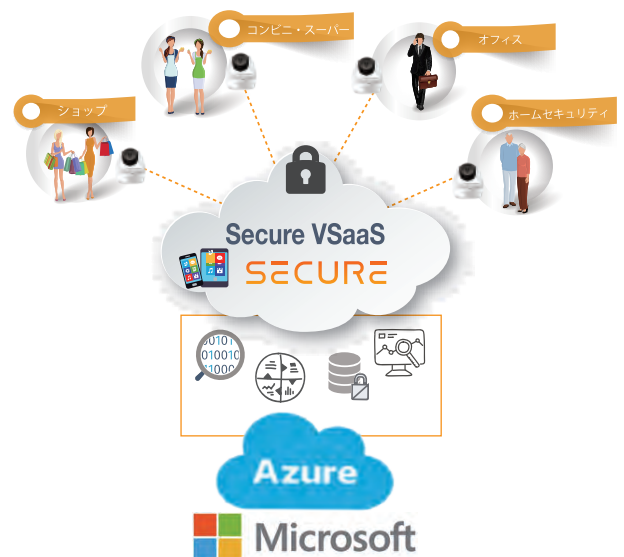 コンビニ・スーパー
オフィス
ショップ
ホームセキュリティ
Secure VSaaS
SECURE
0101
010010
1000
Azure
Microsoft